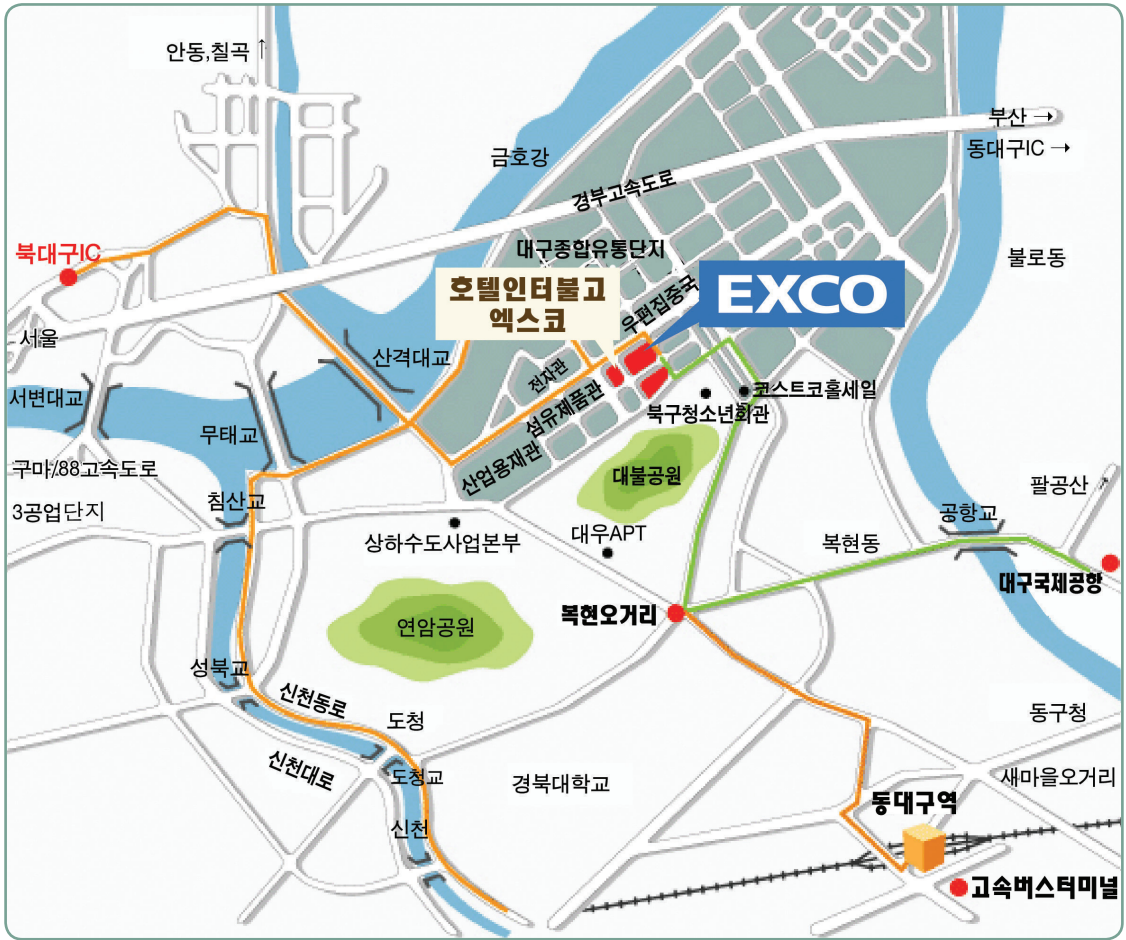 안동,칠곡 ↑
부산 →
동대구IC →
금호강
경부고속도로
북대구IC
대구종합유통단지
불로동
호텔인터불고
엑스코
EXCO
우편집중국
서울
산격대교
전자관
서변대교
섬유제품관
코스트코홀세일
북구청소년회관
무태교
산업용재관
대불공원
구마/88고속도로
침산교
팔공산
3공업단지
공항교
상하수도사업본부
대우APT
복현동
대구국제공항
복현오거리
연암공원
성북교
신천동로
도청
동구청
신천대로
도청교
경북대학교
새마을오거리
동대구역
신천
고속버스터미널